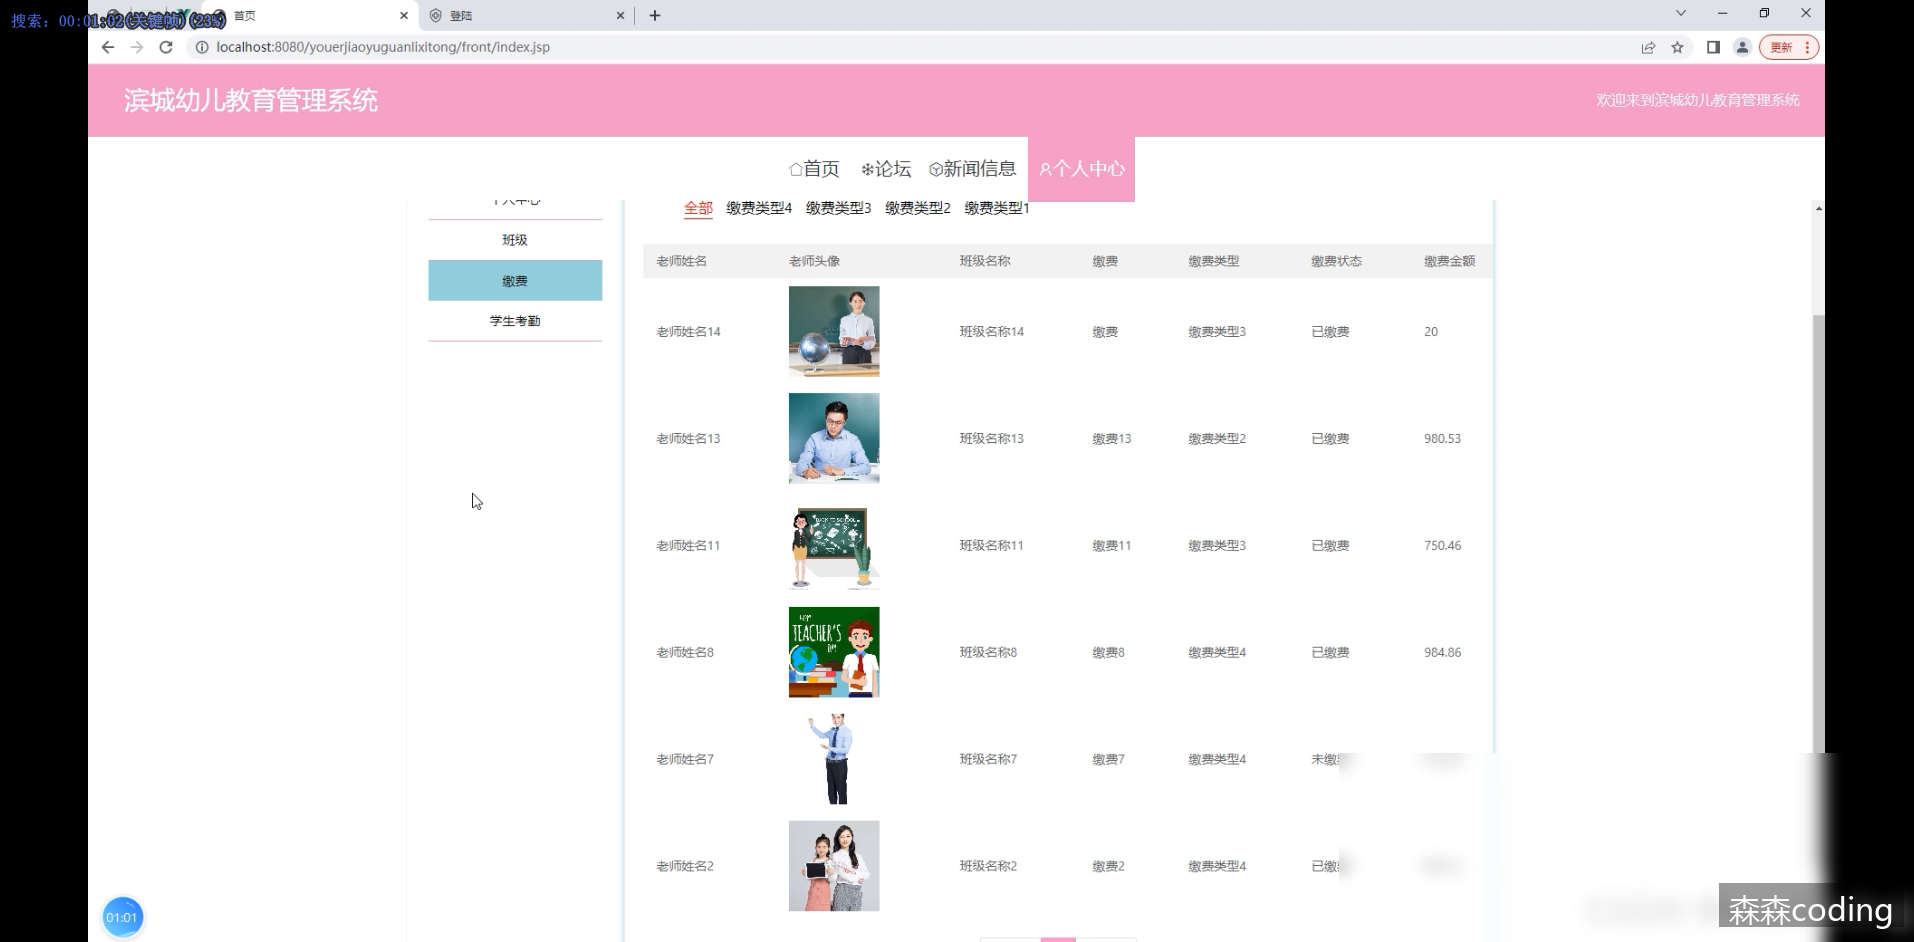 搜索: 00:01:02(关键帧)(23%)
首页
登陆
localhost:8080/youerjiaoyuguanlixitong/front/index.jsp
更新
滨城幼儿教育管理系统
欢迎来到滨城幼儿教育管理系统
首页 论坛 新闻信息 个人中心
个人中心
班级
缴费
学生考勤
全部 缴费类型4 缴费类型3 缴费类型2 缴费类型1
老师姓名 老师头像 班级名称 缴费 缴费类型 缴费状态 缴费金额
老师姓名14 班级名称14 缴费 缴费类型3 已缴费 20
老师姓名13 班级名称13 缴费13 缴费类型2 已缴费 980.53
BACK TO SCHOOL
老师姓名11 班级名称11 缴费11 缴费类型3 已缴费 750.46
HAPPY
TEACHER'S
DAY
老师姓名8 班级名称8 缴费8 缴费类型4 已缴费 984.86
老师姓名7 班级名称7 缴费7 缴费类型4 未缴
老师姓名2 班级名称2 缴费2 缴费类型4 已缴
01:01
森森coding